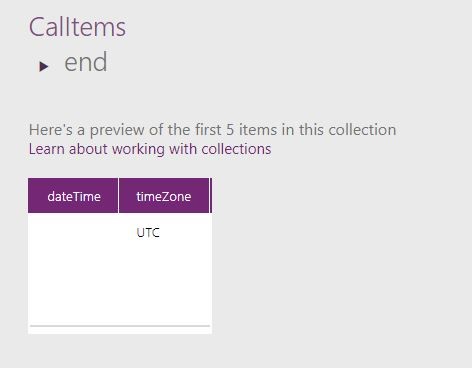 CalItems
end
Here's a preview of the first 5 items in this collection
Learn about working with collections
dateTime timeZone
UTC